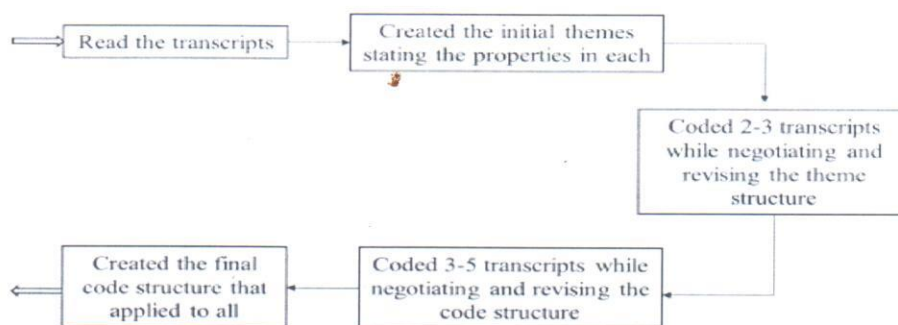 Read the transcripts
Created the initial themes
stating the properties in each
Coded 2-3 transcripts
while negotiating and
revising the theme
structure
Coded 3-5 transcripts while
negotiating and revising the
code structure
Created the final
code structure that
applied to all